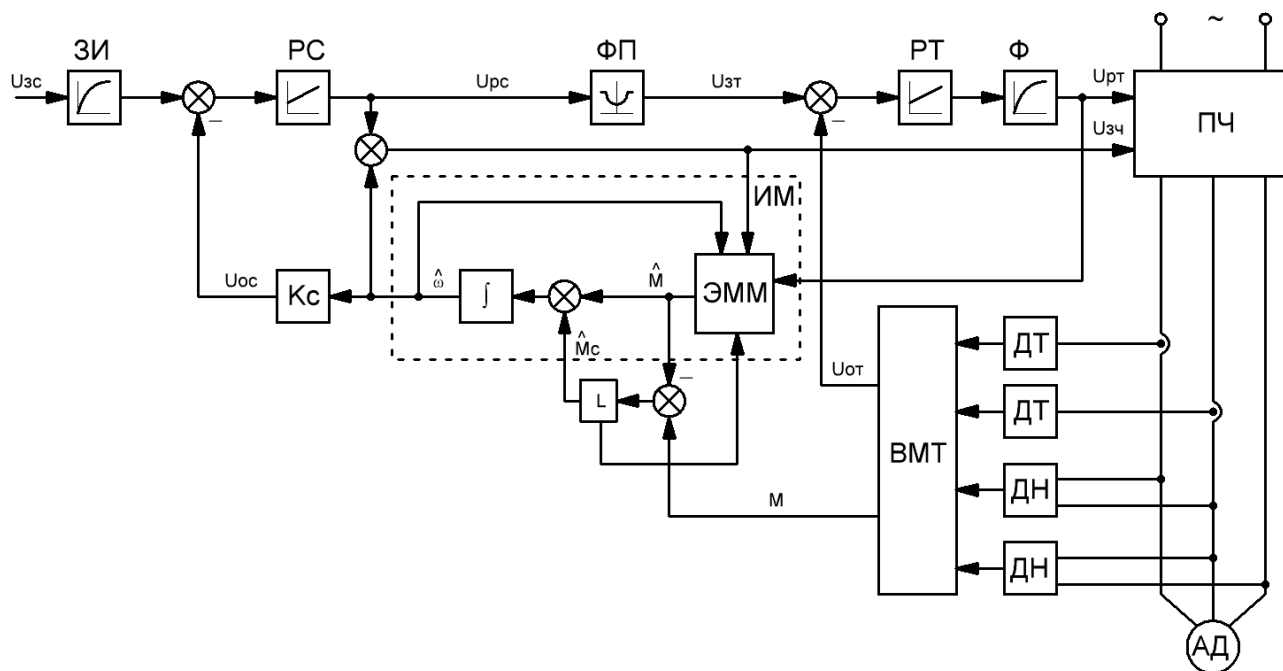 ~
ЗИ
РС
ФП
РТ
Ф
Uзс
Uрс
Uзт
Uрт
Uзч
ПЧ
ИМ
Uос
Кс
ω̂
∫
M̂
ЭММ
M̂с
L
Uот
ВМТ
ДТ
ДТ
ДН
ДН
М
АД